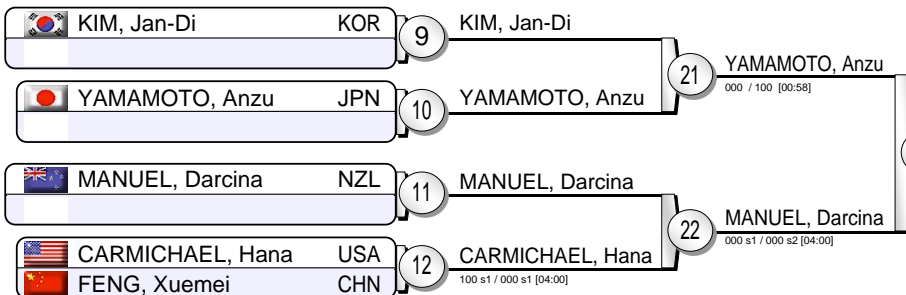 KIM, Jan-Di KOR
9
KIM, Jan-Di
YAMAMOTO, Anzu JPN
10
YAMAMOTO, Anzu
21
YAMAMOTO, Anzu
000 / 100 [00:58]
MANUEL, Darcina NZL
11
MANUEL, Darcina
CARMICHAEL, Hana USA
FENG, Xuemei CHN
12
CARMICHAEL, Hana
100 s1 / 000 s1 [04:00]
22
MANUEL, Darcina
000 s1 / 000 s2 [04:00]